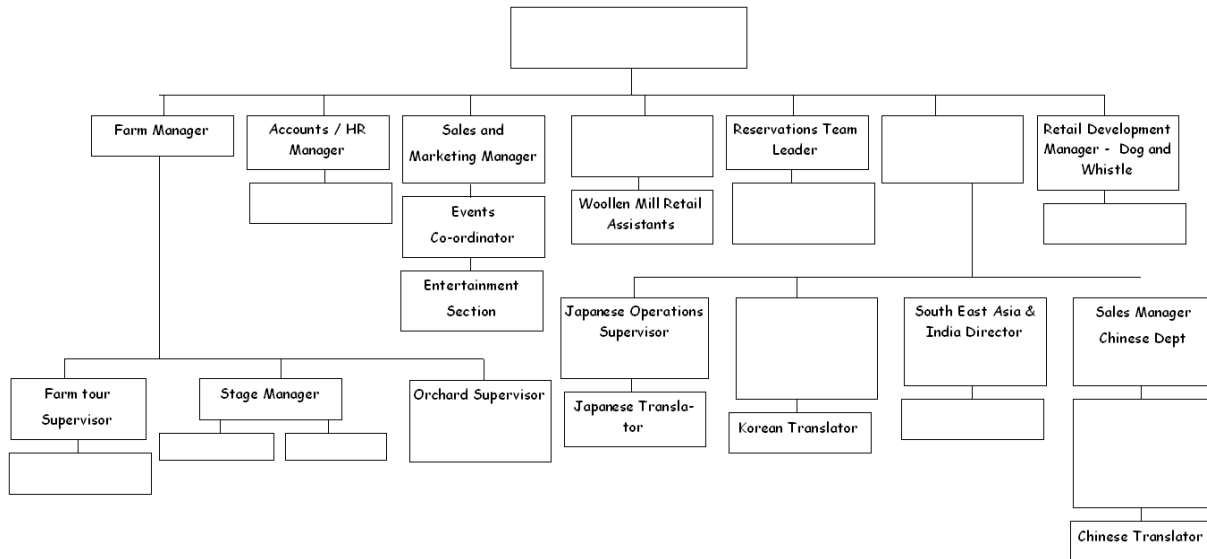 Farm Manager
Accounts / HR
Manager
Sales and
Marketing Manager
Reservations Team
Leader
Retail Development
Manager - Dog and
Whistle
Events
Co-ordinator
Woollen Mill Retail
Assistants
Entertainment
Section
Japanese Operations
Supervisor
South East Asia &
India Director
Sales Manager
Chinese Dept
Farm tour
Supervisor
Stage Manager
Orchard Supervisor
Japanese Transla-
tor
Korean Translator
Chinese Translator